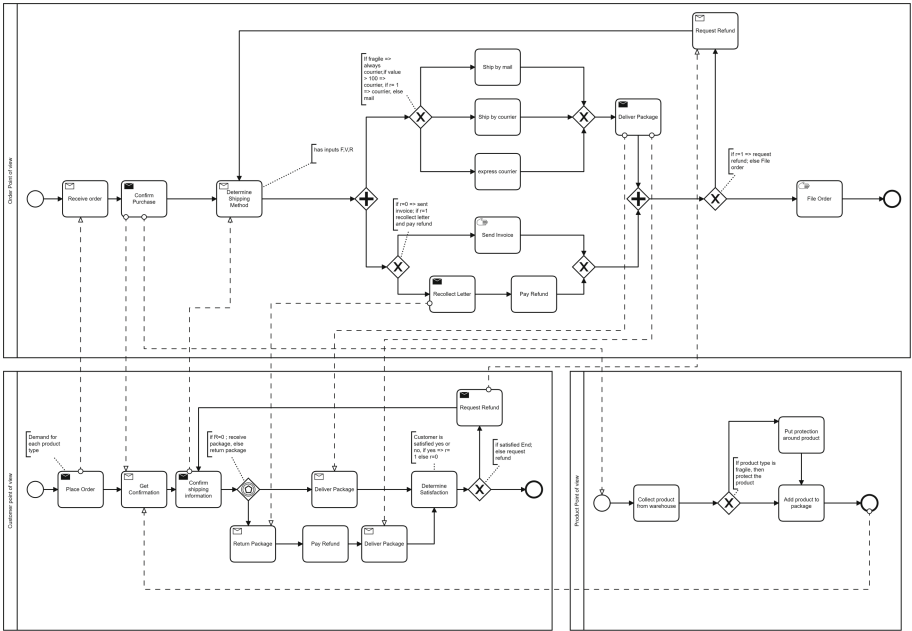 Order Point of view
Request Refund
If fragile =>
always
courrier,if value
> 100 =>
courrier, if r= 1
=> courrier, else
mail
Ship by mail
Ship by courrier
express courrier
Deliver Package
has inputs F,V,R
if r=1 => request
refund; else File
order
Receive order
Confirm
Purchase
Determine
Shipping
Method
File Order
if r=0 => sent
invoice; if r=1
recollect letter
and pay refund
Send Invoice
Recollect Letter
Pay Refund
Customer point of view
Request Refund
Demand for
each product
type
if R=0 ; receive
package, else
return package
Customer is
satisfied yes or
no, if yes => r=
1 else r=0
If satisfied End;
else request
refund
Place Order
Get
Confirmation
Confirm
shipping
information
Deliver Package
Determine
Satisfaction
Return Package
Pay Refund
Deliver Package
Product Point of view
Put protection
around product
If product type is
fragile, then
protect the
product
Collect product
from warehouse
Add product to
package